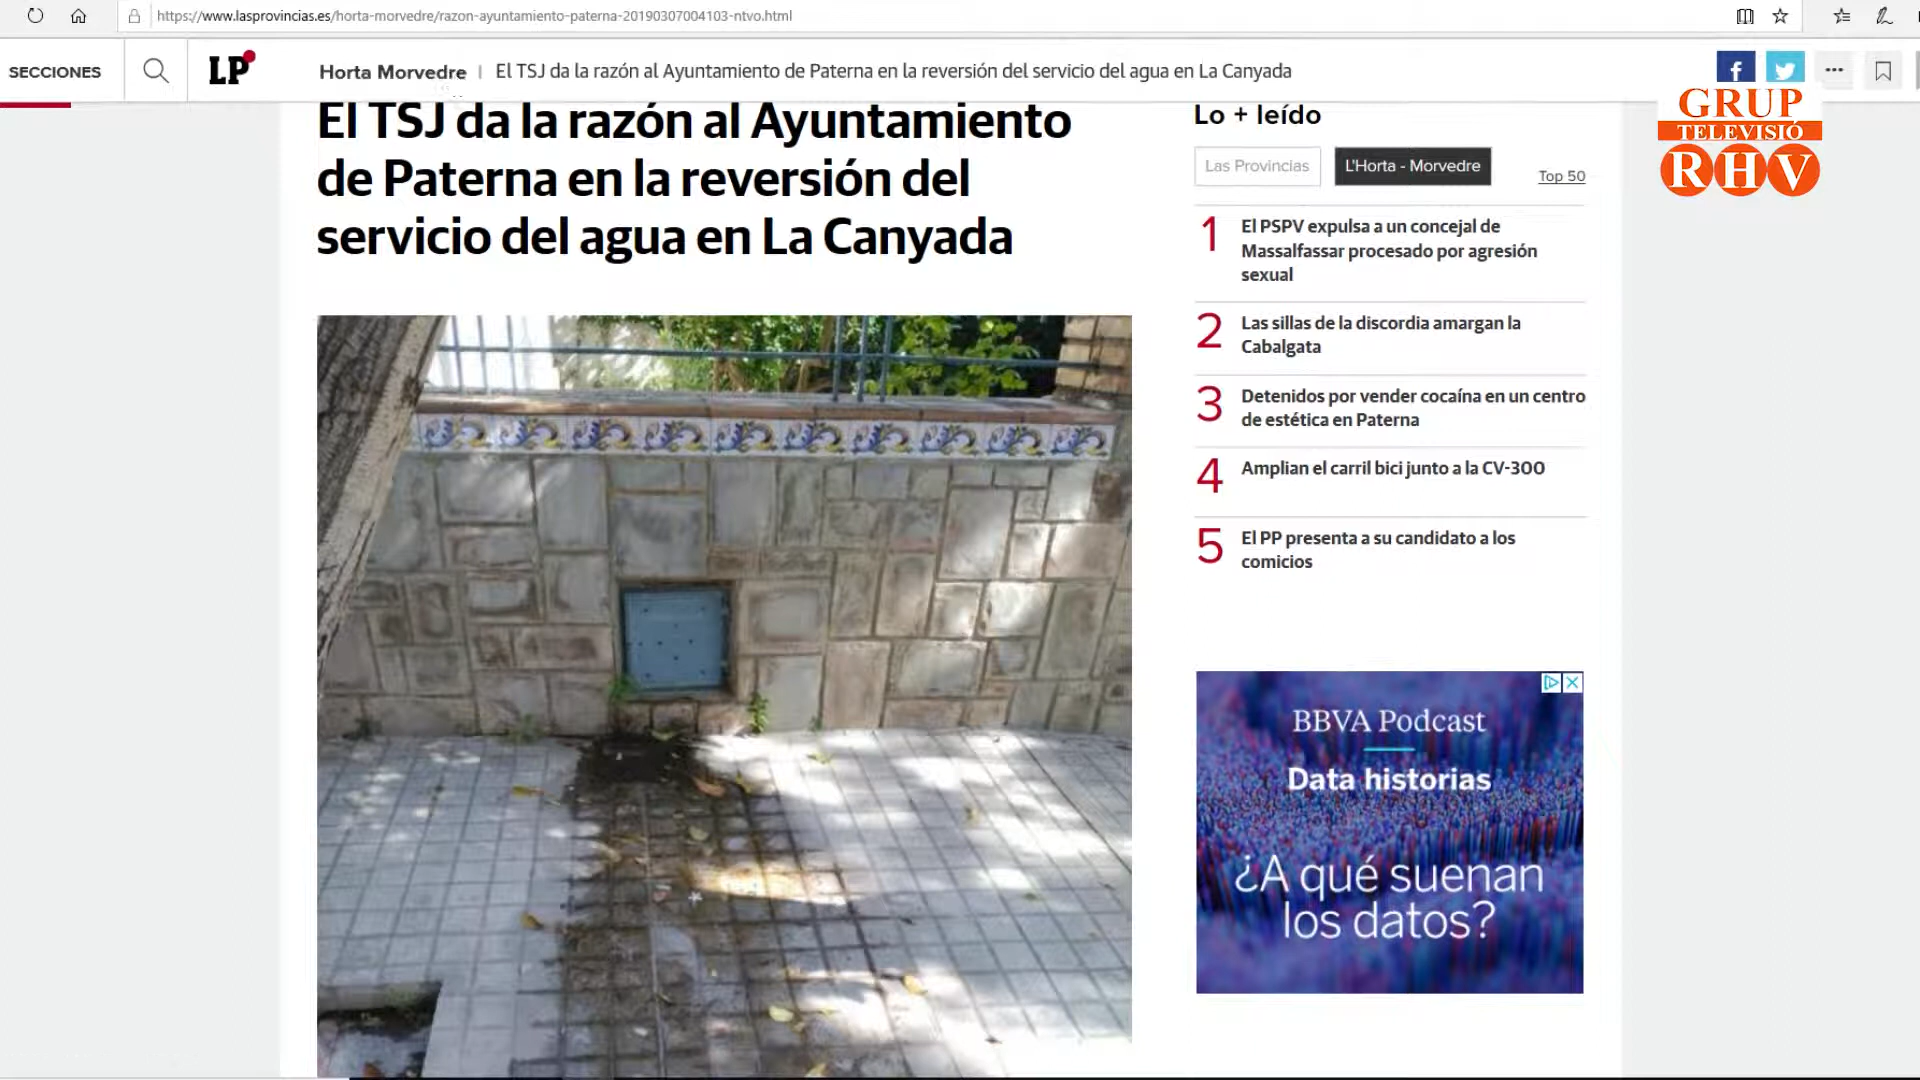 https://www.lasprovincias.es/horta-morvedre/razon-ayuntamiento-paterna-20190307004103-ntvo.html
SECCIONES
LP
Horta Morvedre | El TSJ da la razón al Ayuntamiento de Paterna en la reversión del servicio del agua en La Canyada
f
GRUP
TELEVISIÓ
RHV
El TSJ da la razón al Ayuntamiento
de Paterna en la reversión del
servicio del agua en La Canyada
Lo + leído
Las Provincias
L'Horta - Morvedre
Top 50
1 El PSPV expulsa a un concejal de
Massalfassar procesado por agresión
sexual
2 Las sillas de la discordia amargan la
Cabalgata
3 Detenidos por vender cocaína en un centro
de estética en Paterna
4 Amplian el carril bici junto a la CV-300
5 El PP presenta a su candidato a los
comicios
BBVA Podcast
Data historias
¿A qué suenan
los datos?